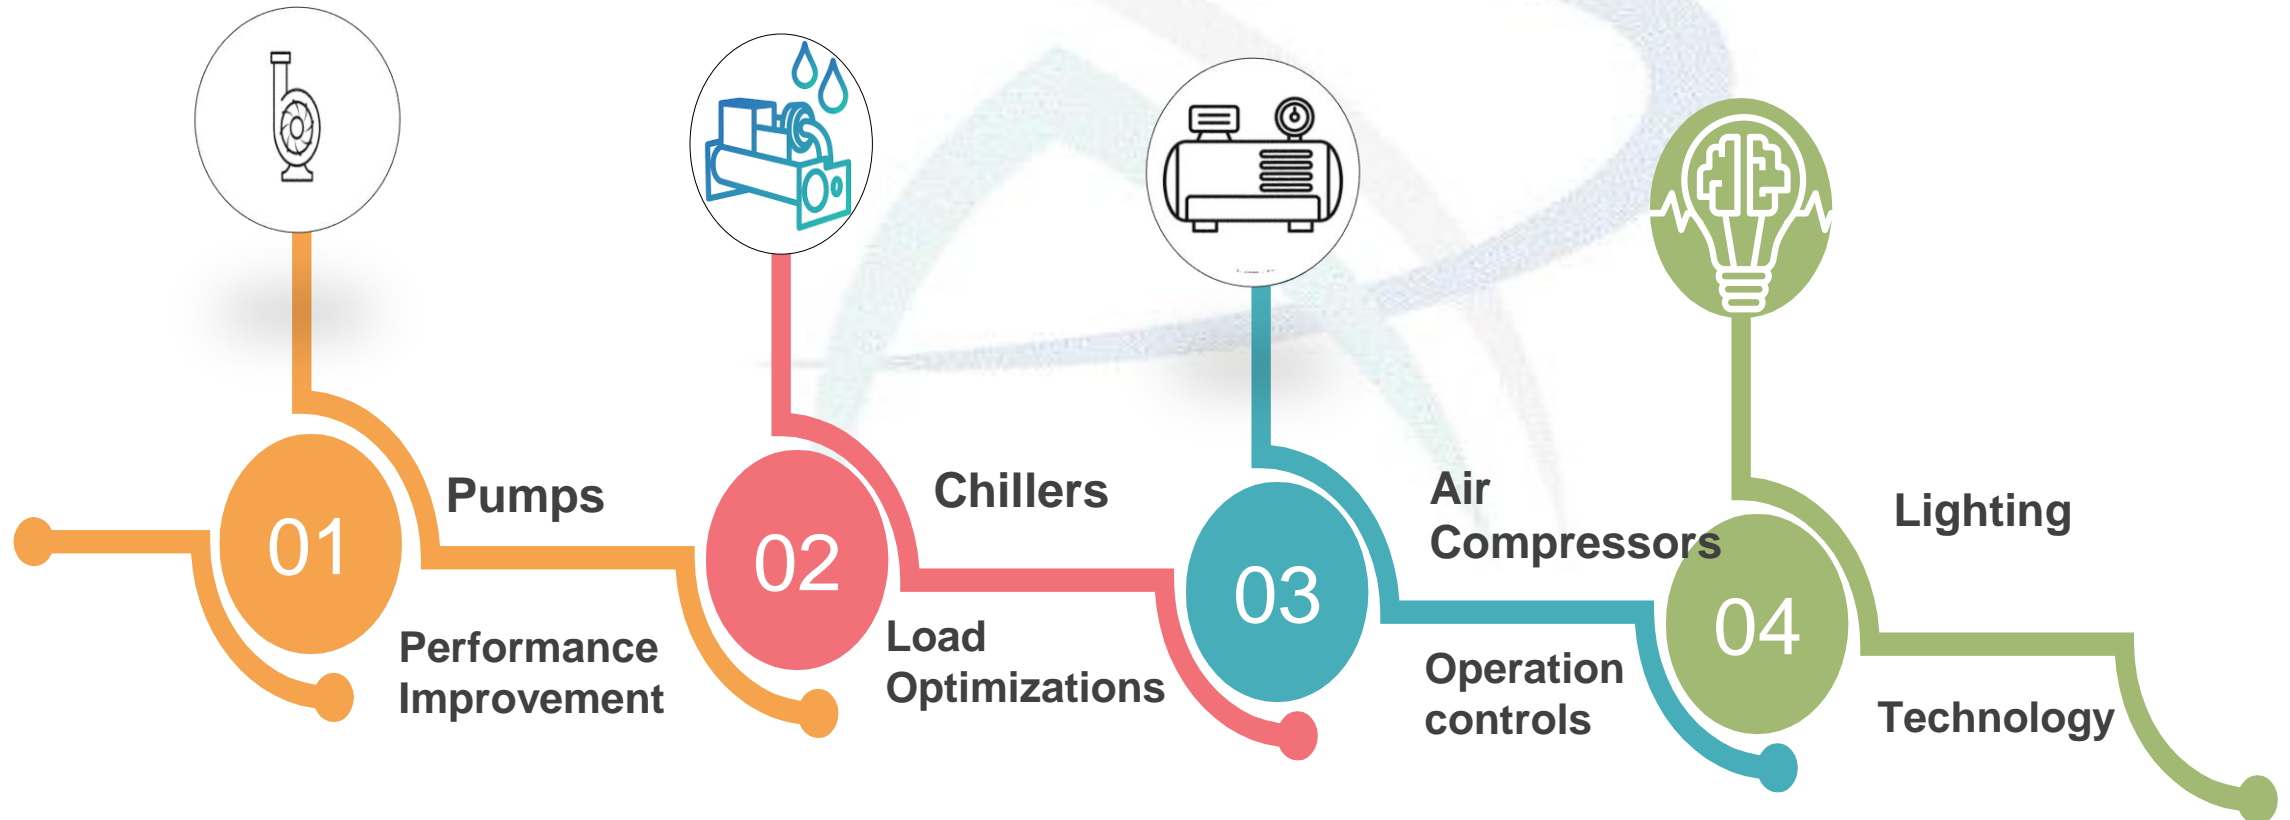 01
Pumps
Performance
Improvement
02
Chillers
Load
Optimizations
03
Air
Compressors
Operation
controls
04
Lighting
Technology